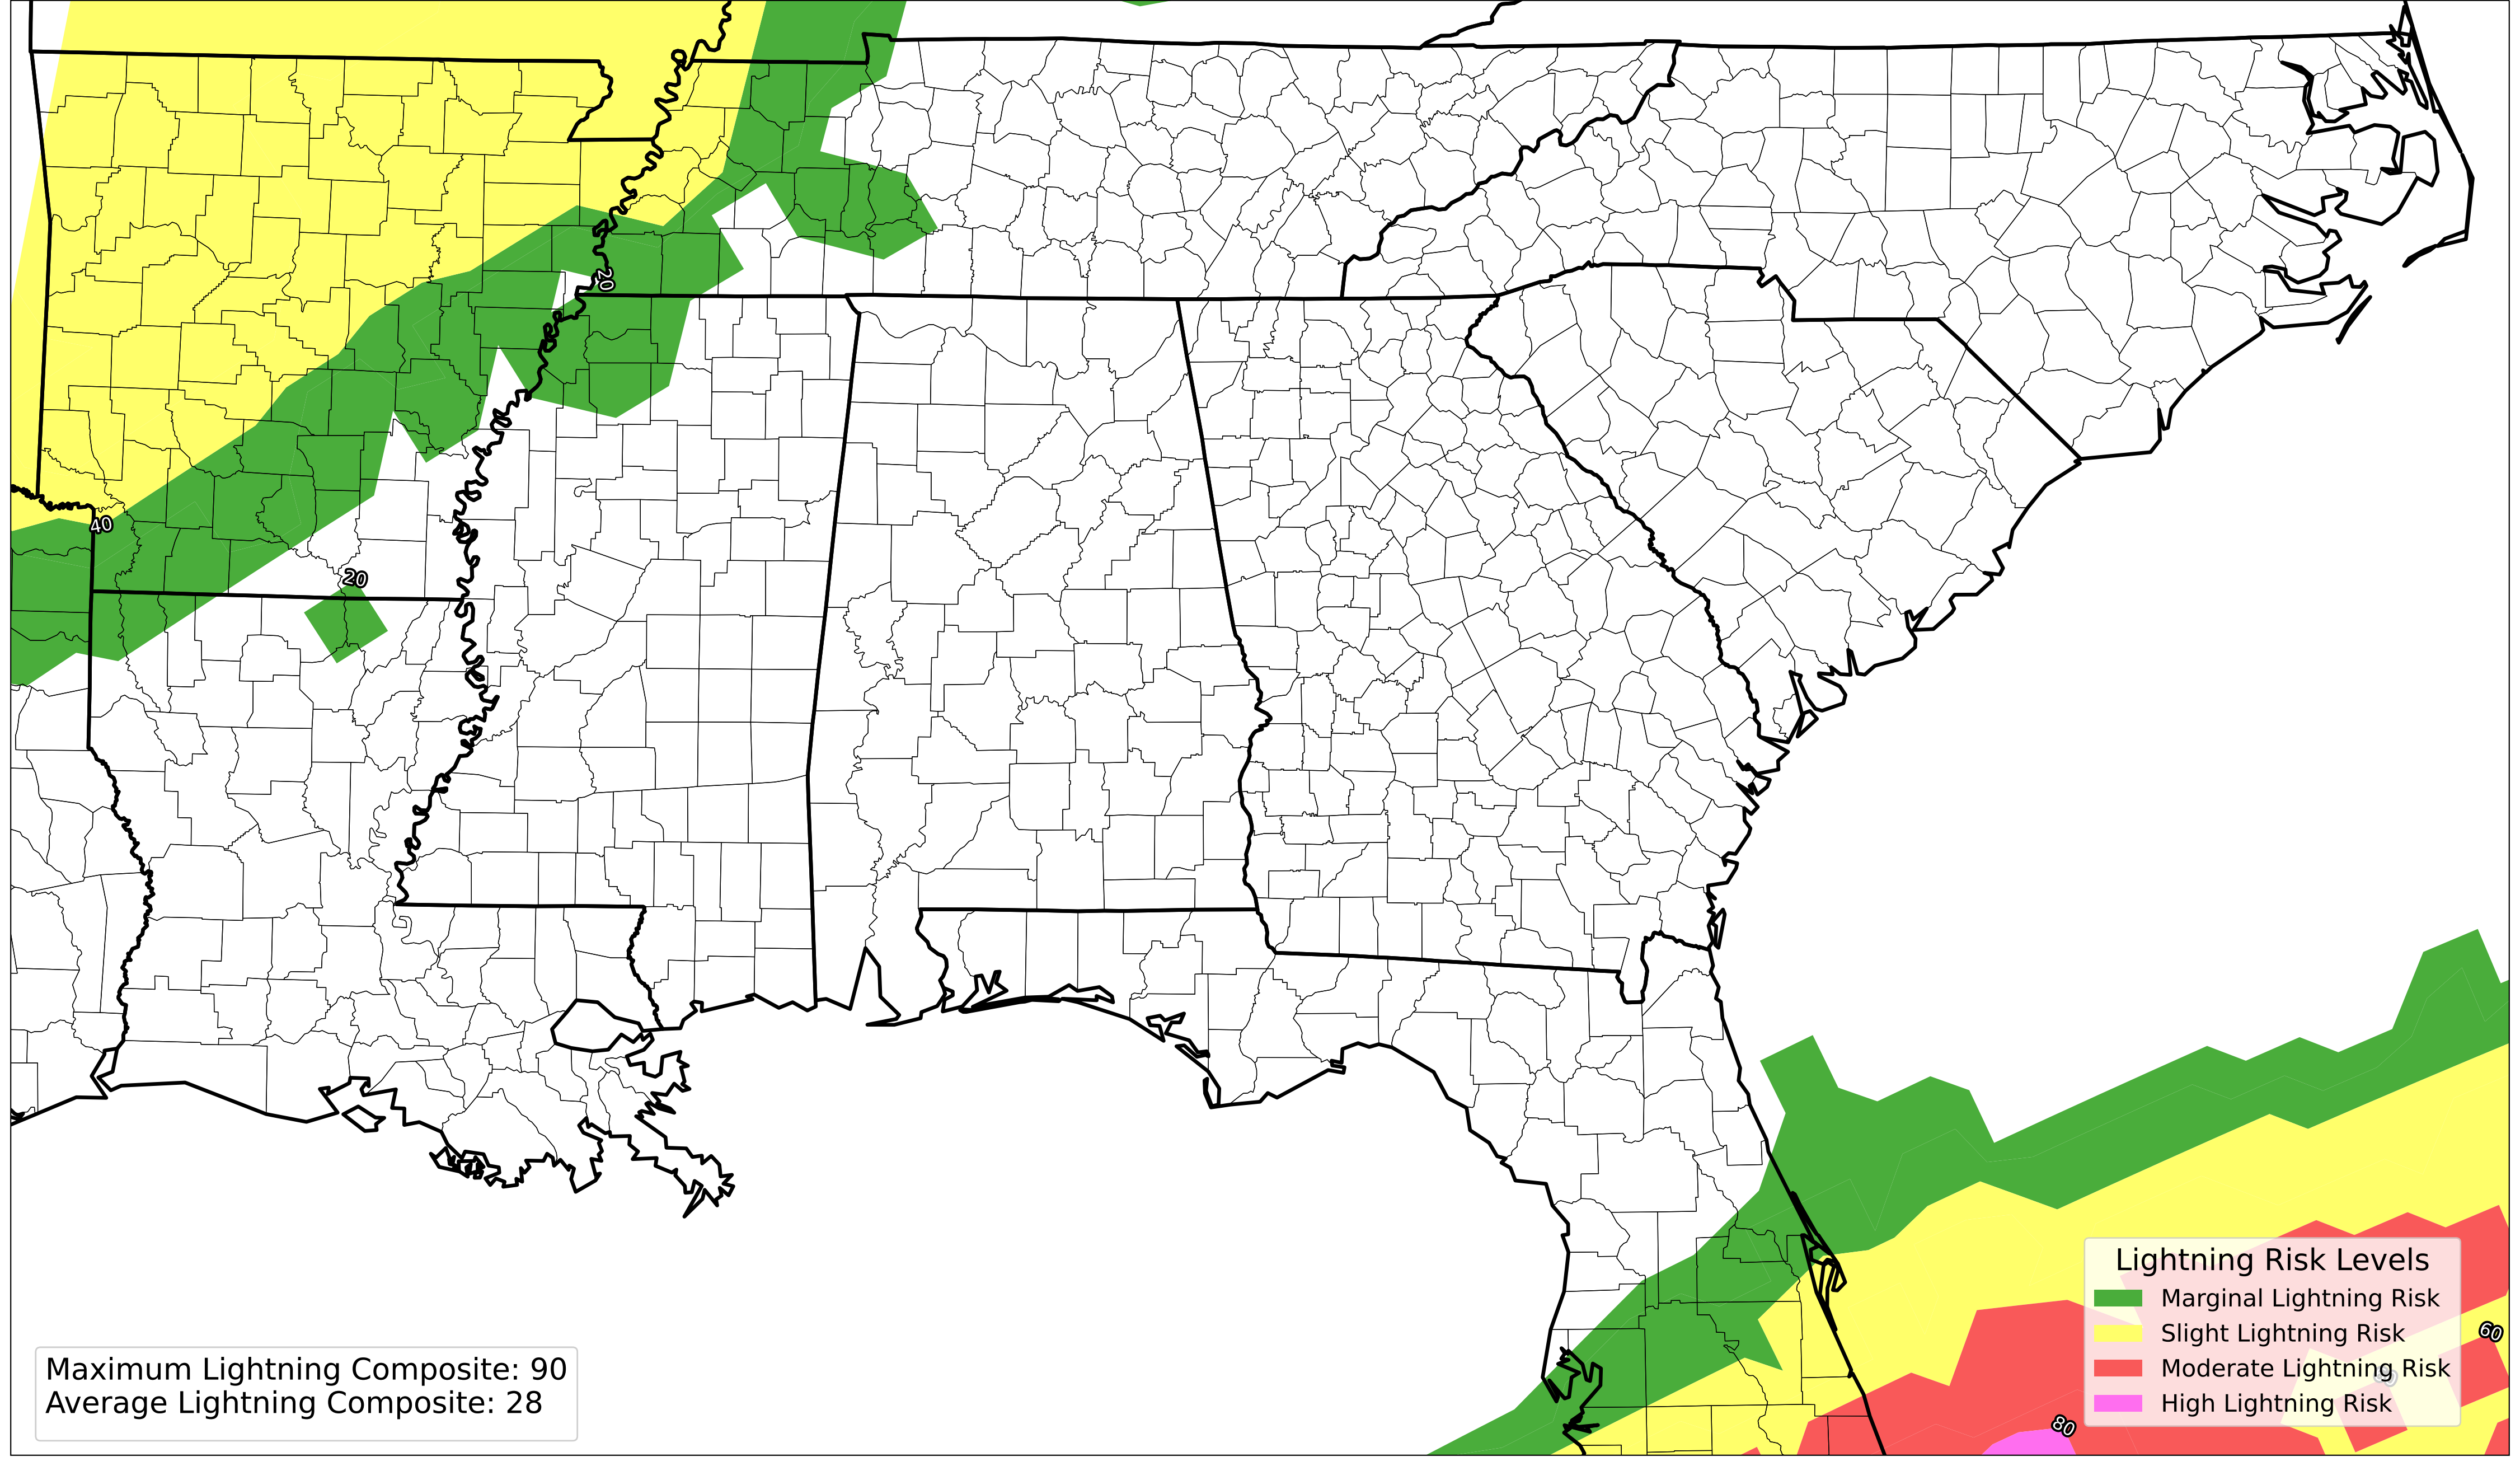 20
40
20
Lightning Risk Levels
Marginal Lightning Risk
Slight Lightning Risk
Moderate Lightning Risk
High Lightning Risk
60
80
Maximum Lightning Composite: 90
Average Lightning Composite: 28